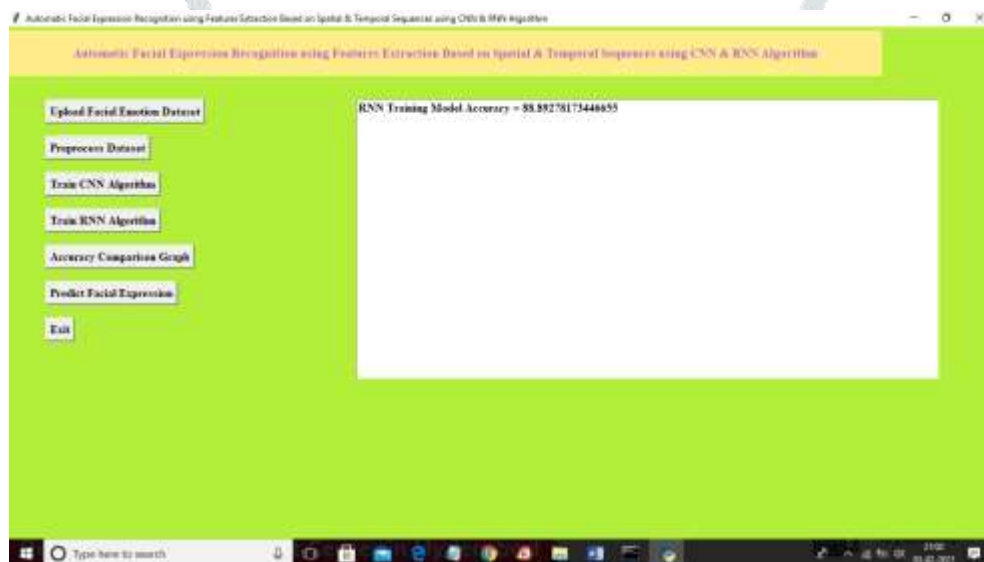 Automatic Facial Expression Recognition using Features Extraction Based on Spatial & Temporal Sequences using CNN & RNN Algorithm
Automatic Facial Expression Recognition using Features Extraction Based on Spatial & Temporal Sequences using CNN & RNN Algorithm
Upload Facial Emotion Dataset
RNN Training Model Accuracy = 88.89278173446655
Preprocess Dataset
Train CNN Algorithm
Train RNN Algorithm
Accuracy Comparison Graph
Predict Facial Expression
Exit
Type here to search